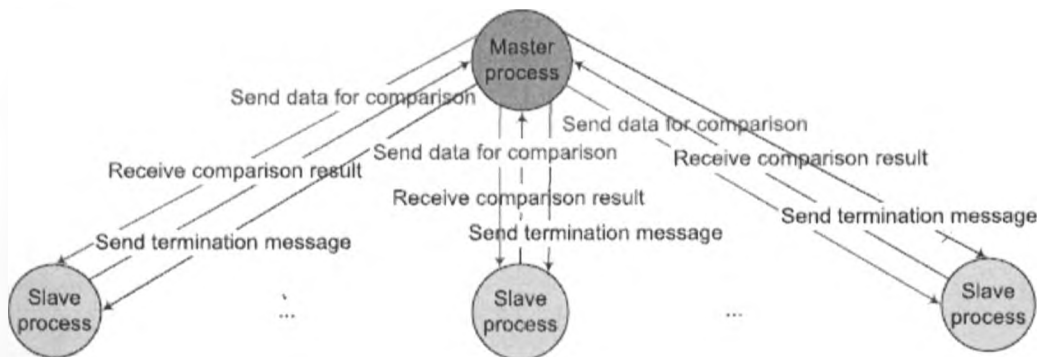 Master
process
Send data for comparison
Send data for comparison
Send data for comparison
Receive comparison result
Receive comparison result
Receive comparison result
Send termination message
Send termination message
Send termination message
Slave
process
...
Slave
process
...
Slave
process